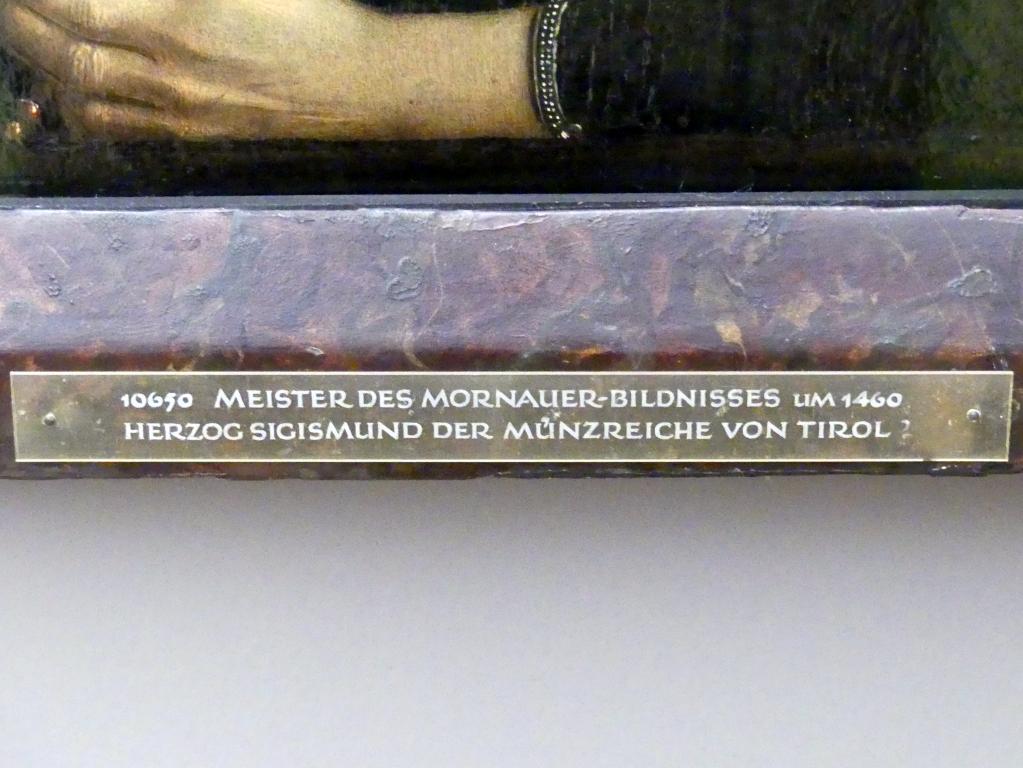 10650 MEISTER DES MORNAUER-BILDNISSES UM 1460
HERZOG SIGISMUND DER MÜNZREICHE VON TIROL ?